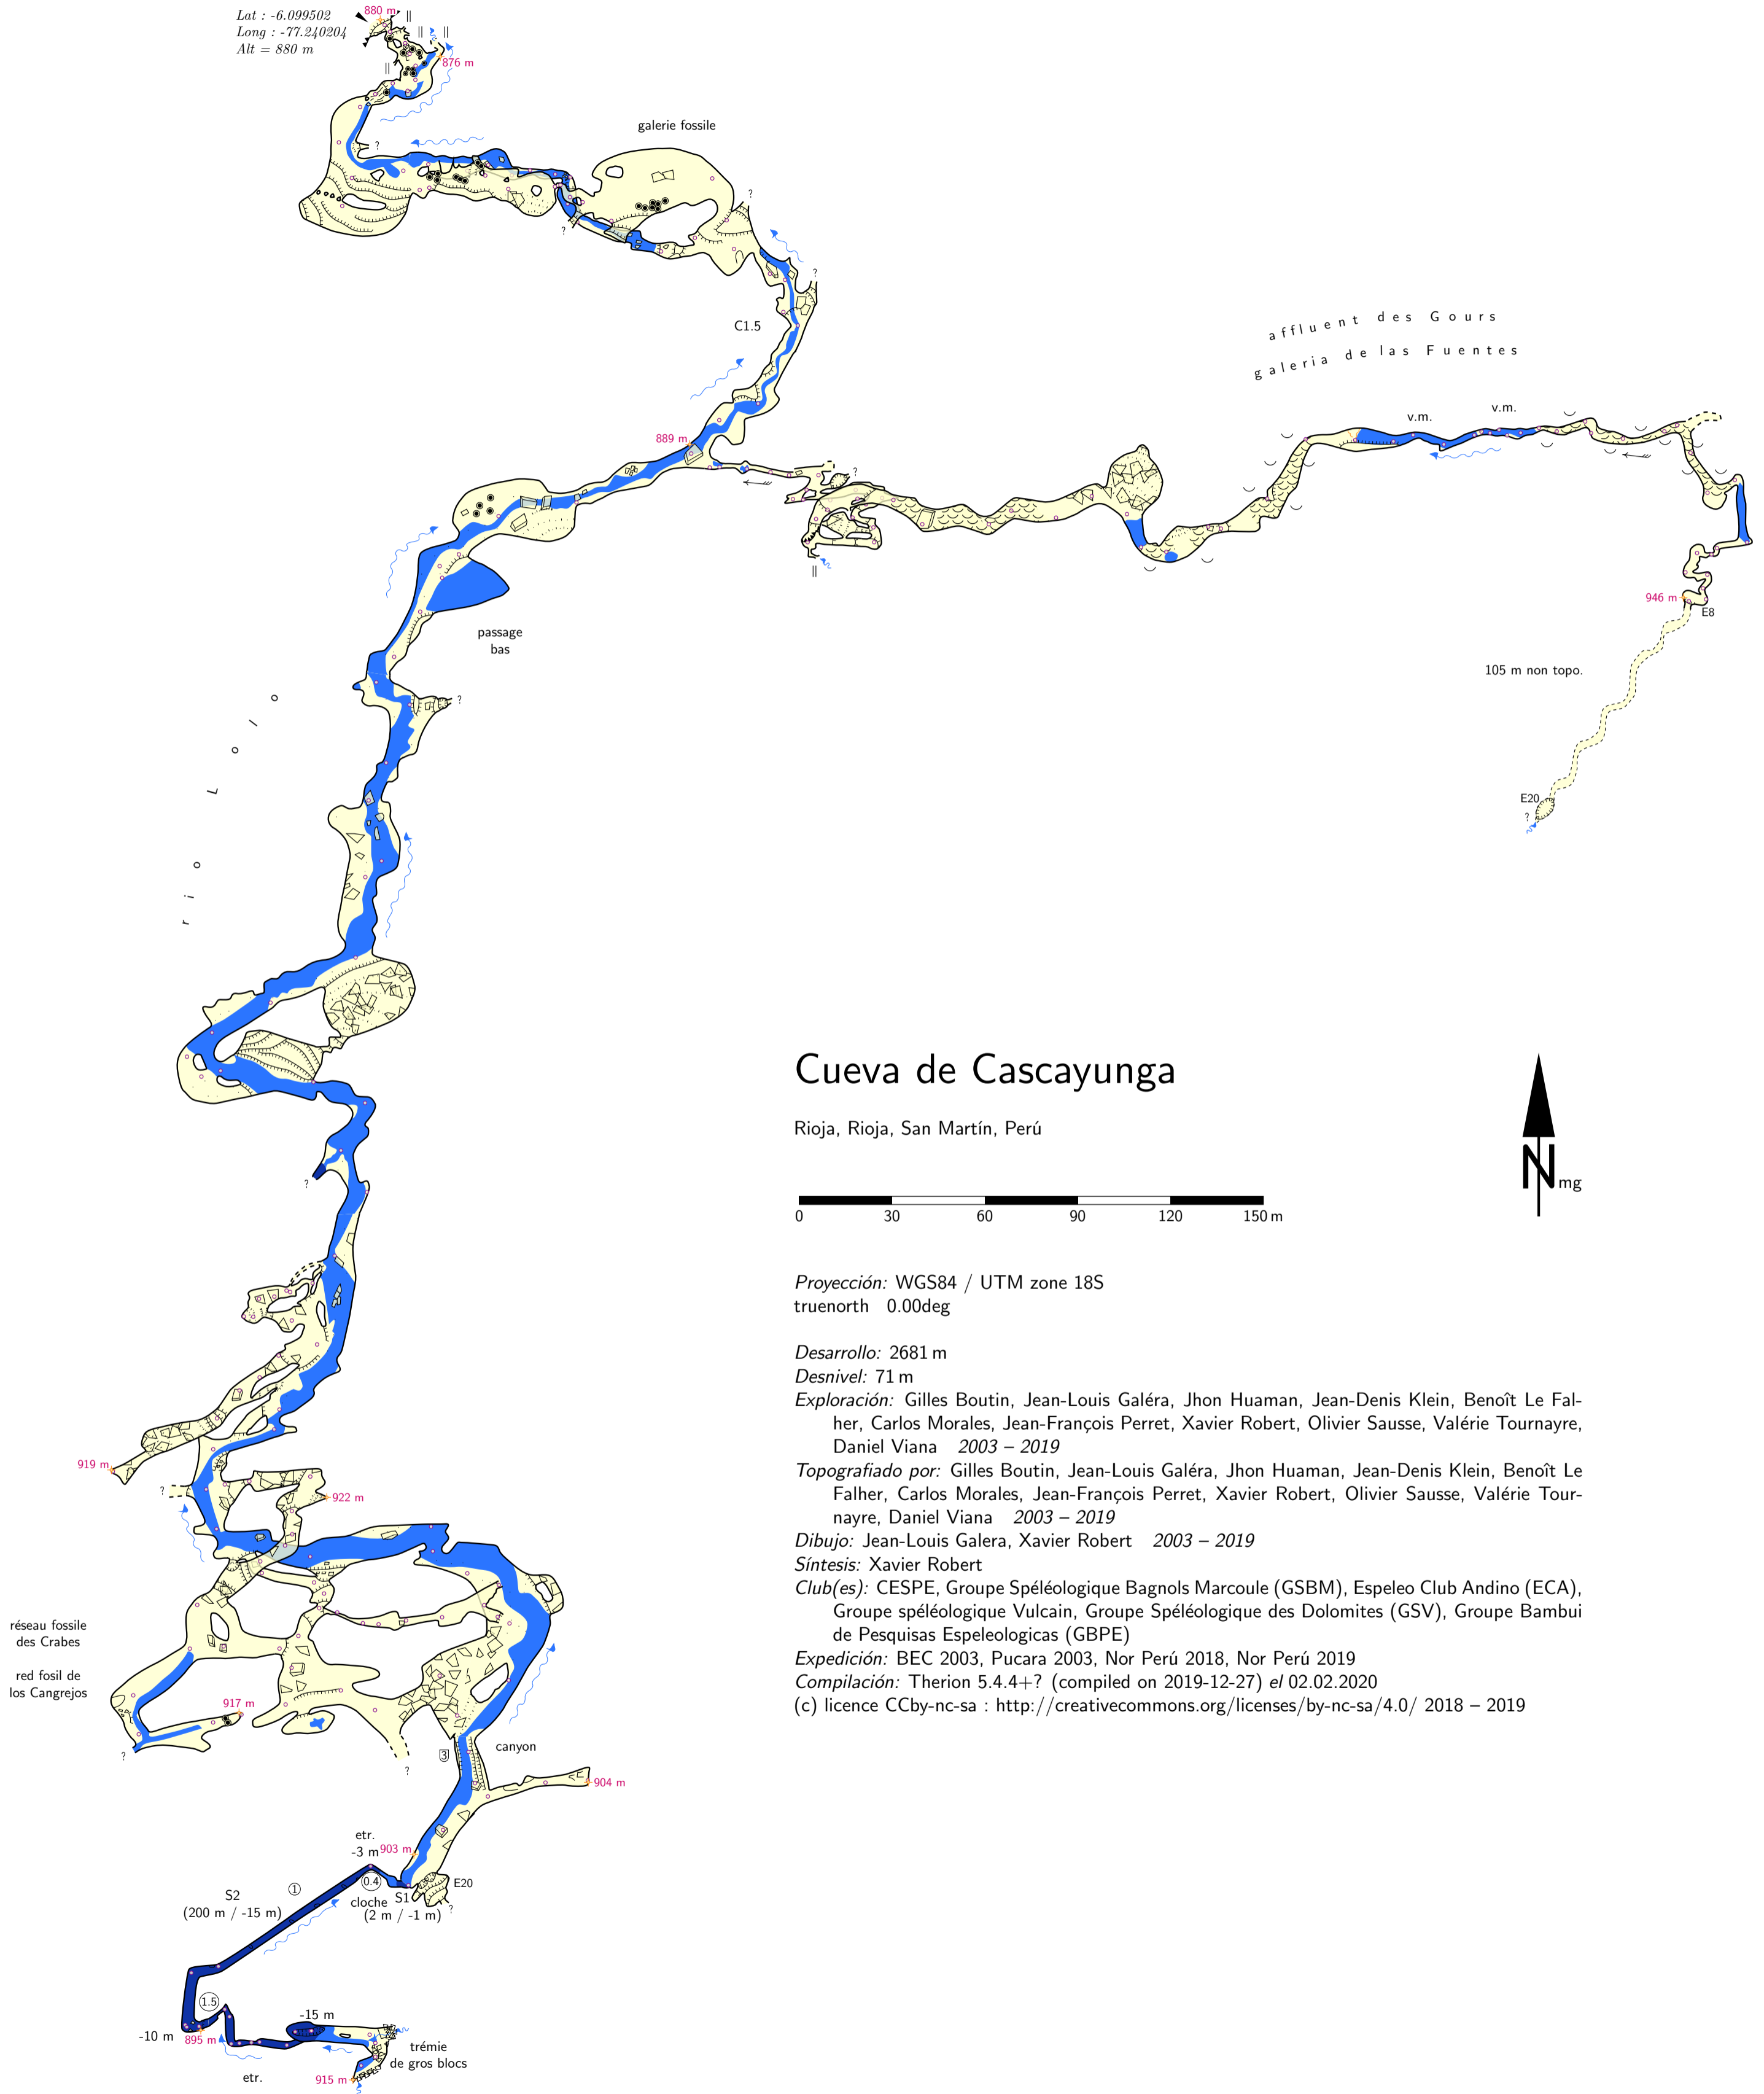 Lat : -6.099502
Long : -77.240204
Alt = 880 m
880 m
||
||
||
||
876 m
galerie fossile
?
?
?
?
C1.5
affluent des Gours
galeria de las Fuentes
v.m.
v.m.
889 m
?
||
946 m
E8
passage
bas
105 m non topo.
?
rio Lolo
E20
?
Cueva de Cascayunga
Rioja, Rioja, San Martín, Perú
N mg
0 30 60 90 120 150 m
?
Proyección: WGS84 / UTM zone 18S
truenorth 0.00deg
Desarrollo: 2681 m
Desnivel: 71 m
Exploración: Gilles Boutin, Jean-Louis Galéra, Jhon Huaman, Jean-Denis Klein, Benoît Le Fal-
her, Carlos Morales, Jean-François Perret, Xavier Robert, Olivier Sausse, Valérie Tournayre,
Daniel Viana 2003 – 2019
Topografiado por: Gilles Boutin, Jean-Louis Galéra, Jhon Huaman, Jean-Denis Klein, Benoît Le
Falher, Carlos Morales, Jean-François Perret, Xavier Robert, Olivier Sausse, Valérie Tour-
nayre, Daniel Viana 2003 – 2019
Dibujo: Jean-Louis Galera, Xavier Robert 2003 – 2019
Síntesis: Xavier Robert
Club(es): CESPE, Groupe Spéléologique Bagnols Marcoule (GSBM), Espeleo Club Andino (ECA),
Groupe spéléologique Vulcain, Groupe Spéléologique des Dolomites (GSV), Groupe Bambui
de Pesquisas Espeleologicas (GBPE)
Expedición: BEC 2003, Pucara 2003, Nor Perú 2018, Nor Perú 2019
Compilación: Therion 5.4.4+? (compiled on 2019-12-27) el 02.02.2020
(c) licence CCby-nc-sa : http://creativecommons.org/licenses/by-nc-sa/4.0/ 2018 – 2019
919 m
?
922 m
réseau fossile
des Crabes
red fosil de
los Cangrejos
917 m
?
?
3
canyon
904 m
etr.
-3 m
903 m
0.4
E20
S1
(2 m / -1 m)
cloche
?
1
S2
(200 m / -15 m)
1.5
-15 m
-10 m
895 m
trémie
de gros blocs
etr.
915 m